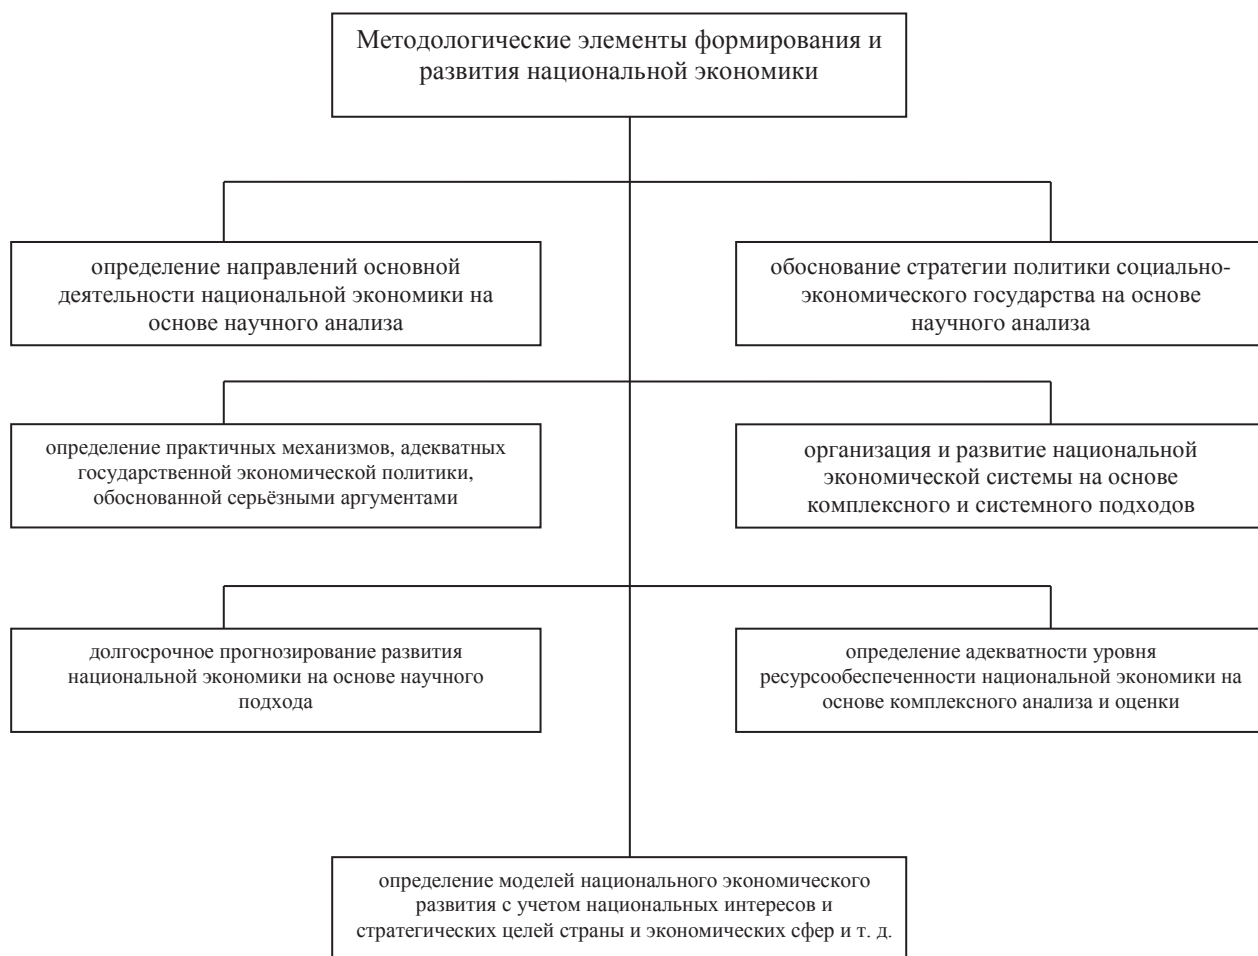 Методологические элементы формирования и
развития национальной экономики
определение направлений основной
деятельности национальной экономики на
основе научного анализа
обоснование стратегии политики социально-
экономического государства на основе
научного анализа
определение практичных механизмов, адекватных
государственной экономической политики,
обоснованной серьёзными аргументами
организация и развитие национальной
экономической системы на основе
комплексного и системного подходов
долгосрочное прогнозирование развития
национальной экономики на основе научного
подхода
определение адекватности уровня
ресурсообеспеченности национальной экономики на
основе комплексного анализа и оценки
определение моделей национального экономического
развития с учетом национальных интересов и
стратегических целей страны и экономических сфер и т. д.